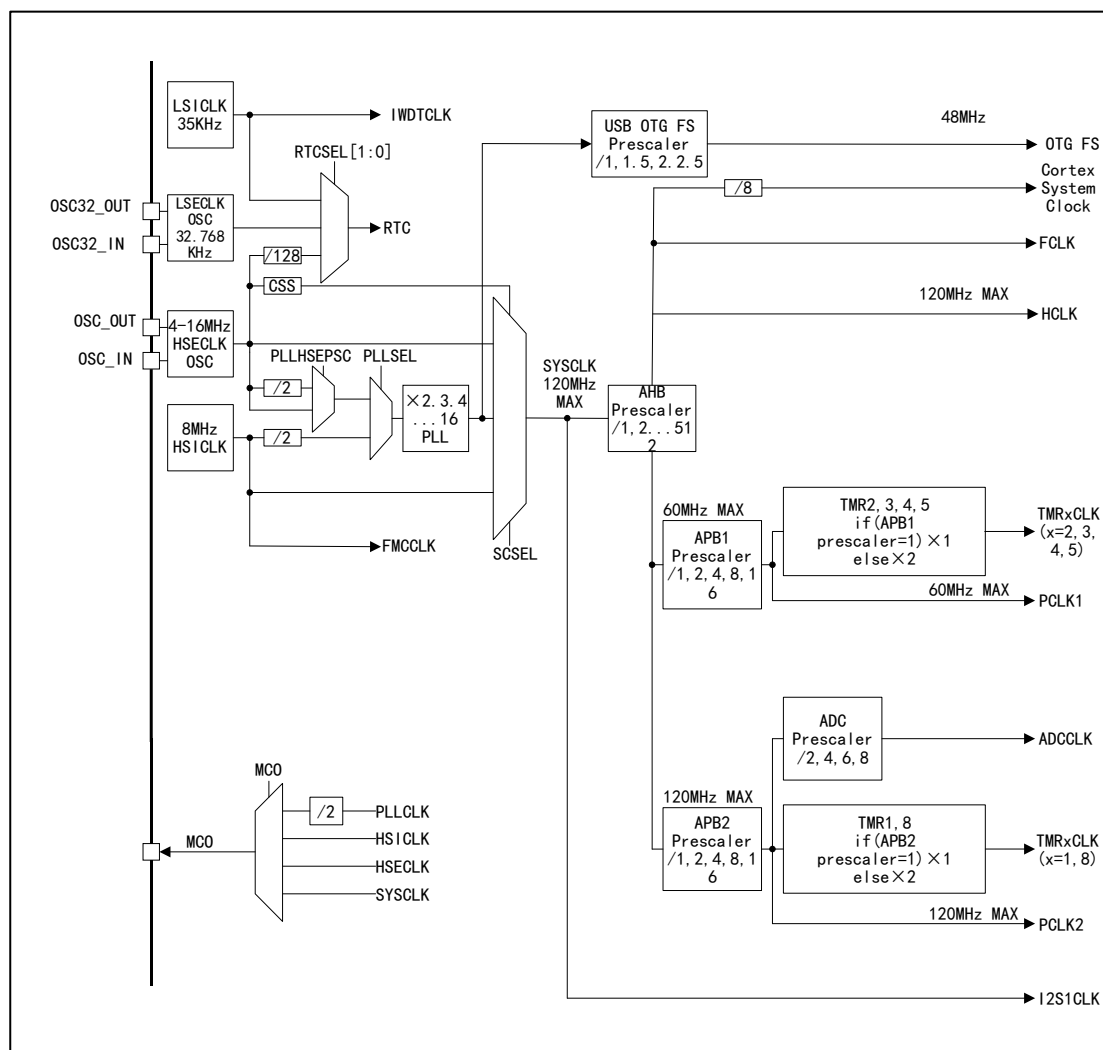 LSICLK
35KHz
IWDTCLK
RTCSEL[1:0]
OSC32_OUT
OSC32_IN
LSECLK
OSC
32.768
KHz
RTC
/128
CSS
OSC_OUT
OSC_IN
4-16MHz
HSECLK
OSC
PLLHSEPSC
PLLSEL
/2
×2.3.4
...16
PLL
8MHz
HSICLK
/2
FMCCLK
SCSEL
USB OTG FS
Prescaler
/1,1.5,2.2.5
48MHz
OTG FS
/8
Cortex
System
Clock
FCLK
120MHz MAX
HCLK
SYSCLK
120MHz
MAX
AHB
Prescaler
/1,2...51
2
60MHz MAX
APB1
Prescaler
/1,2,4,8,1
6
TMR2,3,4,5
if(APB1
prescaler=1)×1
else×2
TMRxCLK
(x=2,3,
4,5)
60MHz MAX
PCLK1
ADC
Prescaler
/2,4,6,8
ADCCLK
120MHz MAX
APB2
Prescaler
/1,2,4,8,1
6
TMR1,8
if(APB2
prescaler=1)×1
else×2
TMRxCLK
(x=1,8)
120MHz MAX
PCLK2
I2S1CLK
MCO
MCO
/2
PLLCLK
HSICLK
HSECLK
SYSCLK